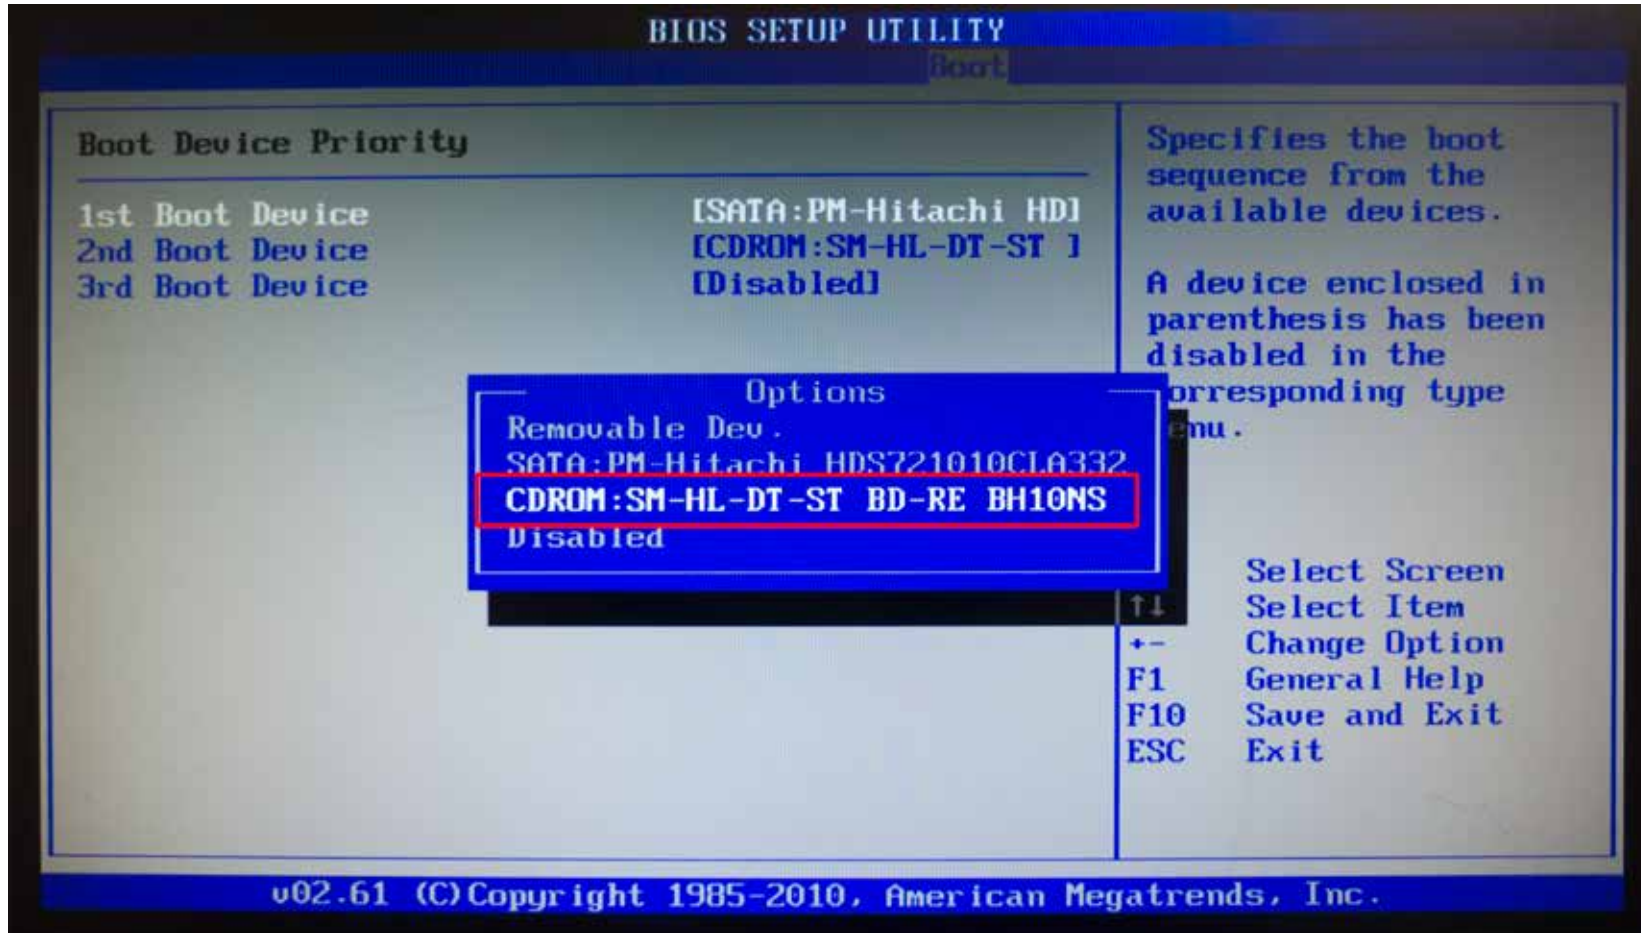 BIOS SETUP UTILITY
Boot
Boot Device Priority
1st Boot Device [SATA:PM-Hitachi HD]
2nd Boot Device [CDROM:SM-HL-DT-ST ]
3rd Boot Device [Disabled]
Options
Removable Dev.
SATA:PM-Hitachi HDS721010CLA332
CDROM:SM-HL-DT-ST BD-RE BH10NS
Disabled
Specifies the boot
sequence from the
available devices.
A device enclosed in
parenthesis has been
disabled in the
orresponding type
enu.
Select Screen
↑↓ Select Item
+- Change Option
F1 General Help
F10 Save and Exit
ESC Exit
v02.61 (C)Copyright 1985-2010, American Megatrends, Inc.